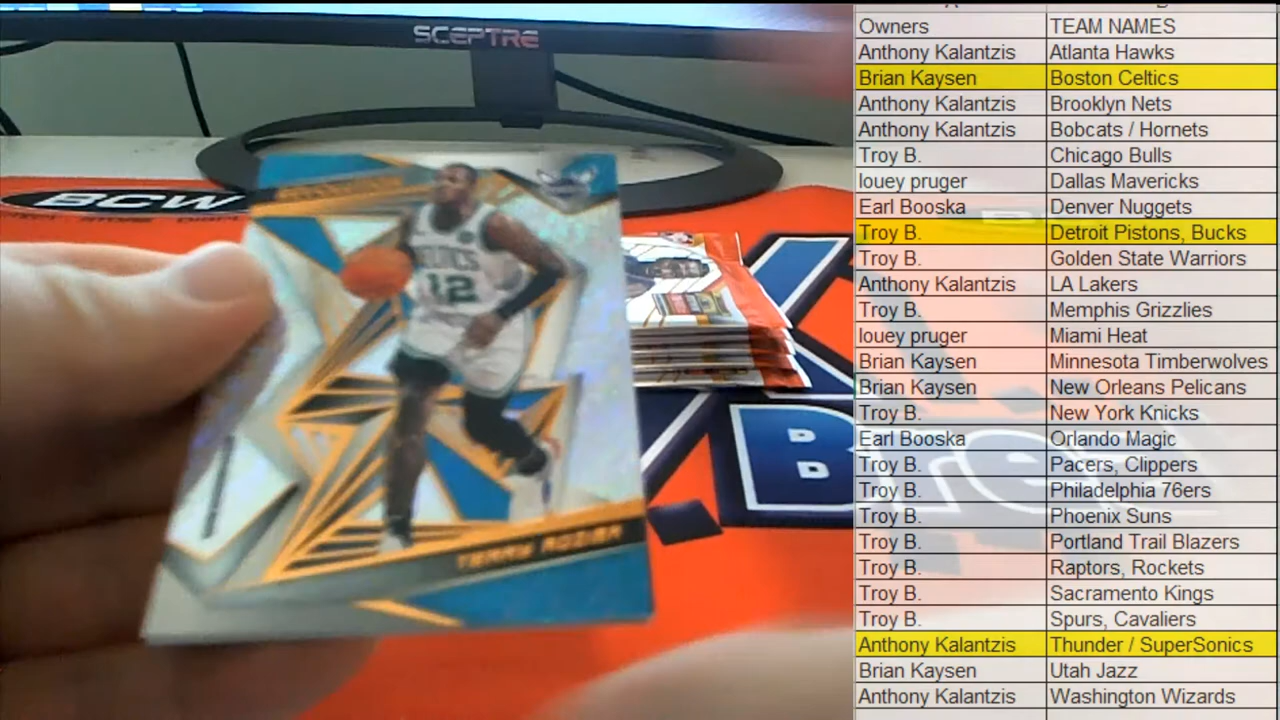 SCEPTRE
BCW
CELTICS
12
TERRY ROZIER
Owners TEAM NAMES
Anthony Kalantzis Atlanta Hawks
Brian Kaysen Boston Celtics
Anthony Kalantzis Brooklyn Nets
Anthony Kalantzis Bobcats / Hornets
Troy B. Chicago Bulls
louey pruger Dallas Mavericks
Earl Booska Denver Nuggets
Troy B. Detroit Pistons, Bucks
Troy B. Golden State Warriors
Anthony Kalantzis LA Lakers
Troy B. Memphis Grizzlies
louey pruger Miami Heat
Brian Kaysen Minnesota Timberwolves
Brian Kaysen New Orleans Pelicans
Troy B. New York Knicks
Earl Booska Orlando Magic
Troy B. Pacers, Clippers
Troy B. Philadelphia 76ers
Troy B. Phoenix Suns
Troy B. Portland Trail Blazers
Troy B. Raptors, Rockets
Troy B. Sacramento Kings
Troy B. Spurs, Cavaliers
Anthony Kalantzis Thunder / SuperSonics
Brian Kaysen Utah Jazz
Anthony Kalantzis Washington Wizards